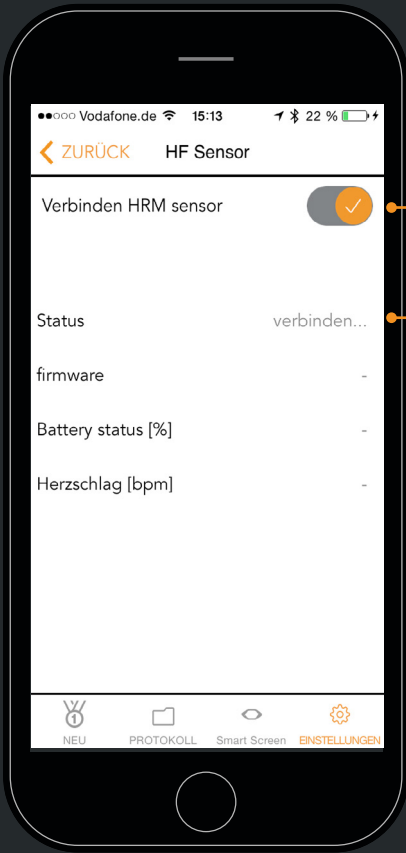 Vodafone.de 15:13 22 %
ZURÜCK HF Sensor
Verbinden HRM sensor
Status verbinden...
firmware -
Battery status [%] -
Herzschlag [bpm] -
1
NEU PROTOKOLL Smart Screen EINSTELLUNGEN